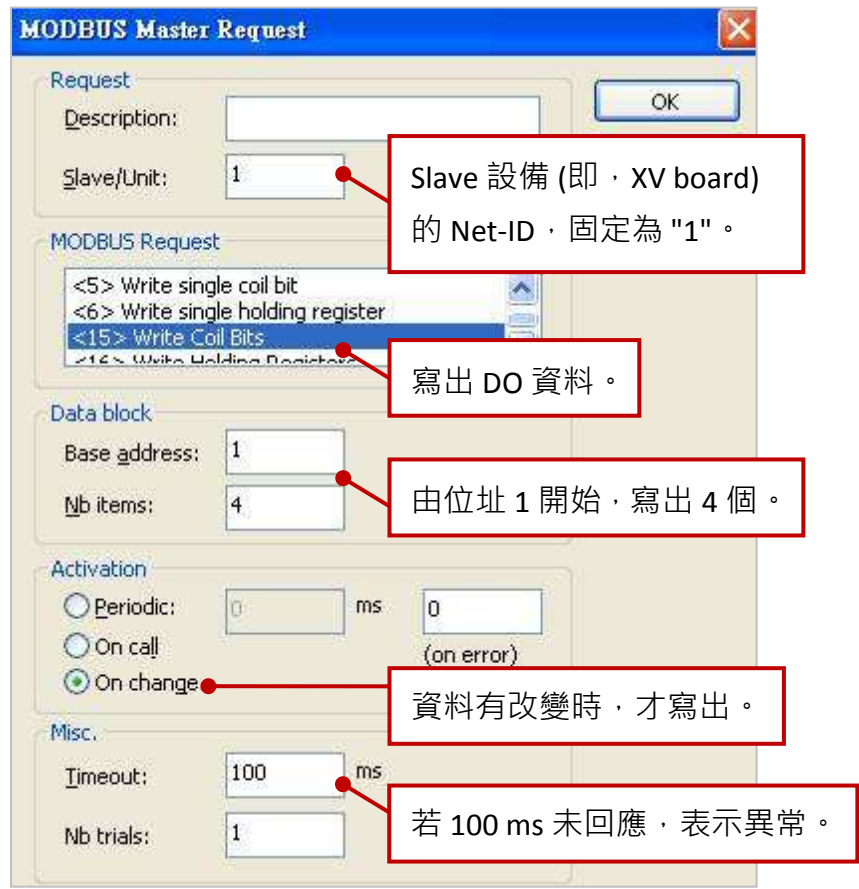 MODBUS Master Request
Request
OK
Description:
Slave/Unit:
1
Slave 設備 (即，XV board)
的 Net-ID，固定為 "1"。
MODBUS Request
<5> Write single coil bit
<6> Write single holding register
<15> Write Coil Bits
<16> Write Holding Registers
寫出 DO 資料。
Data block
Base address:
1
Nb items:
4
由位址 1 開始，寫出 4 個。
Activation
Periodic:
0
ms
0
On call
(on error)
On change
資料有改變時，才寫出。
Misc.
Timeout:
100
ms
Nb trials:
1
若 100 ms 未回應，表示異常。